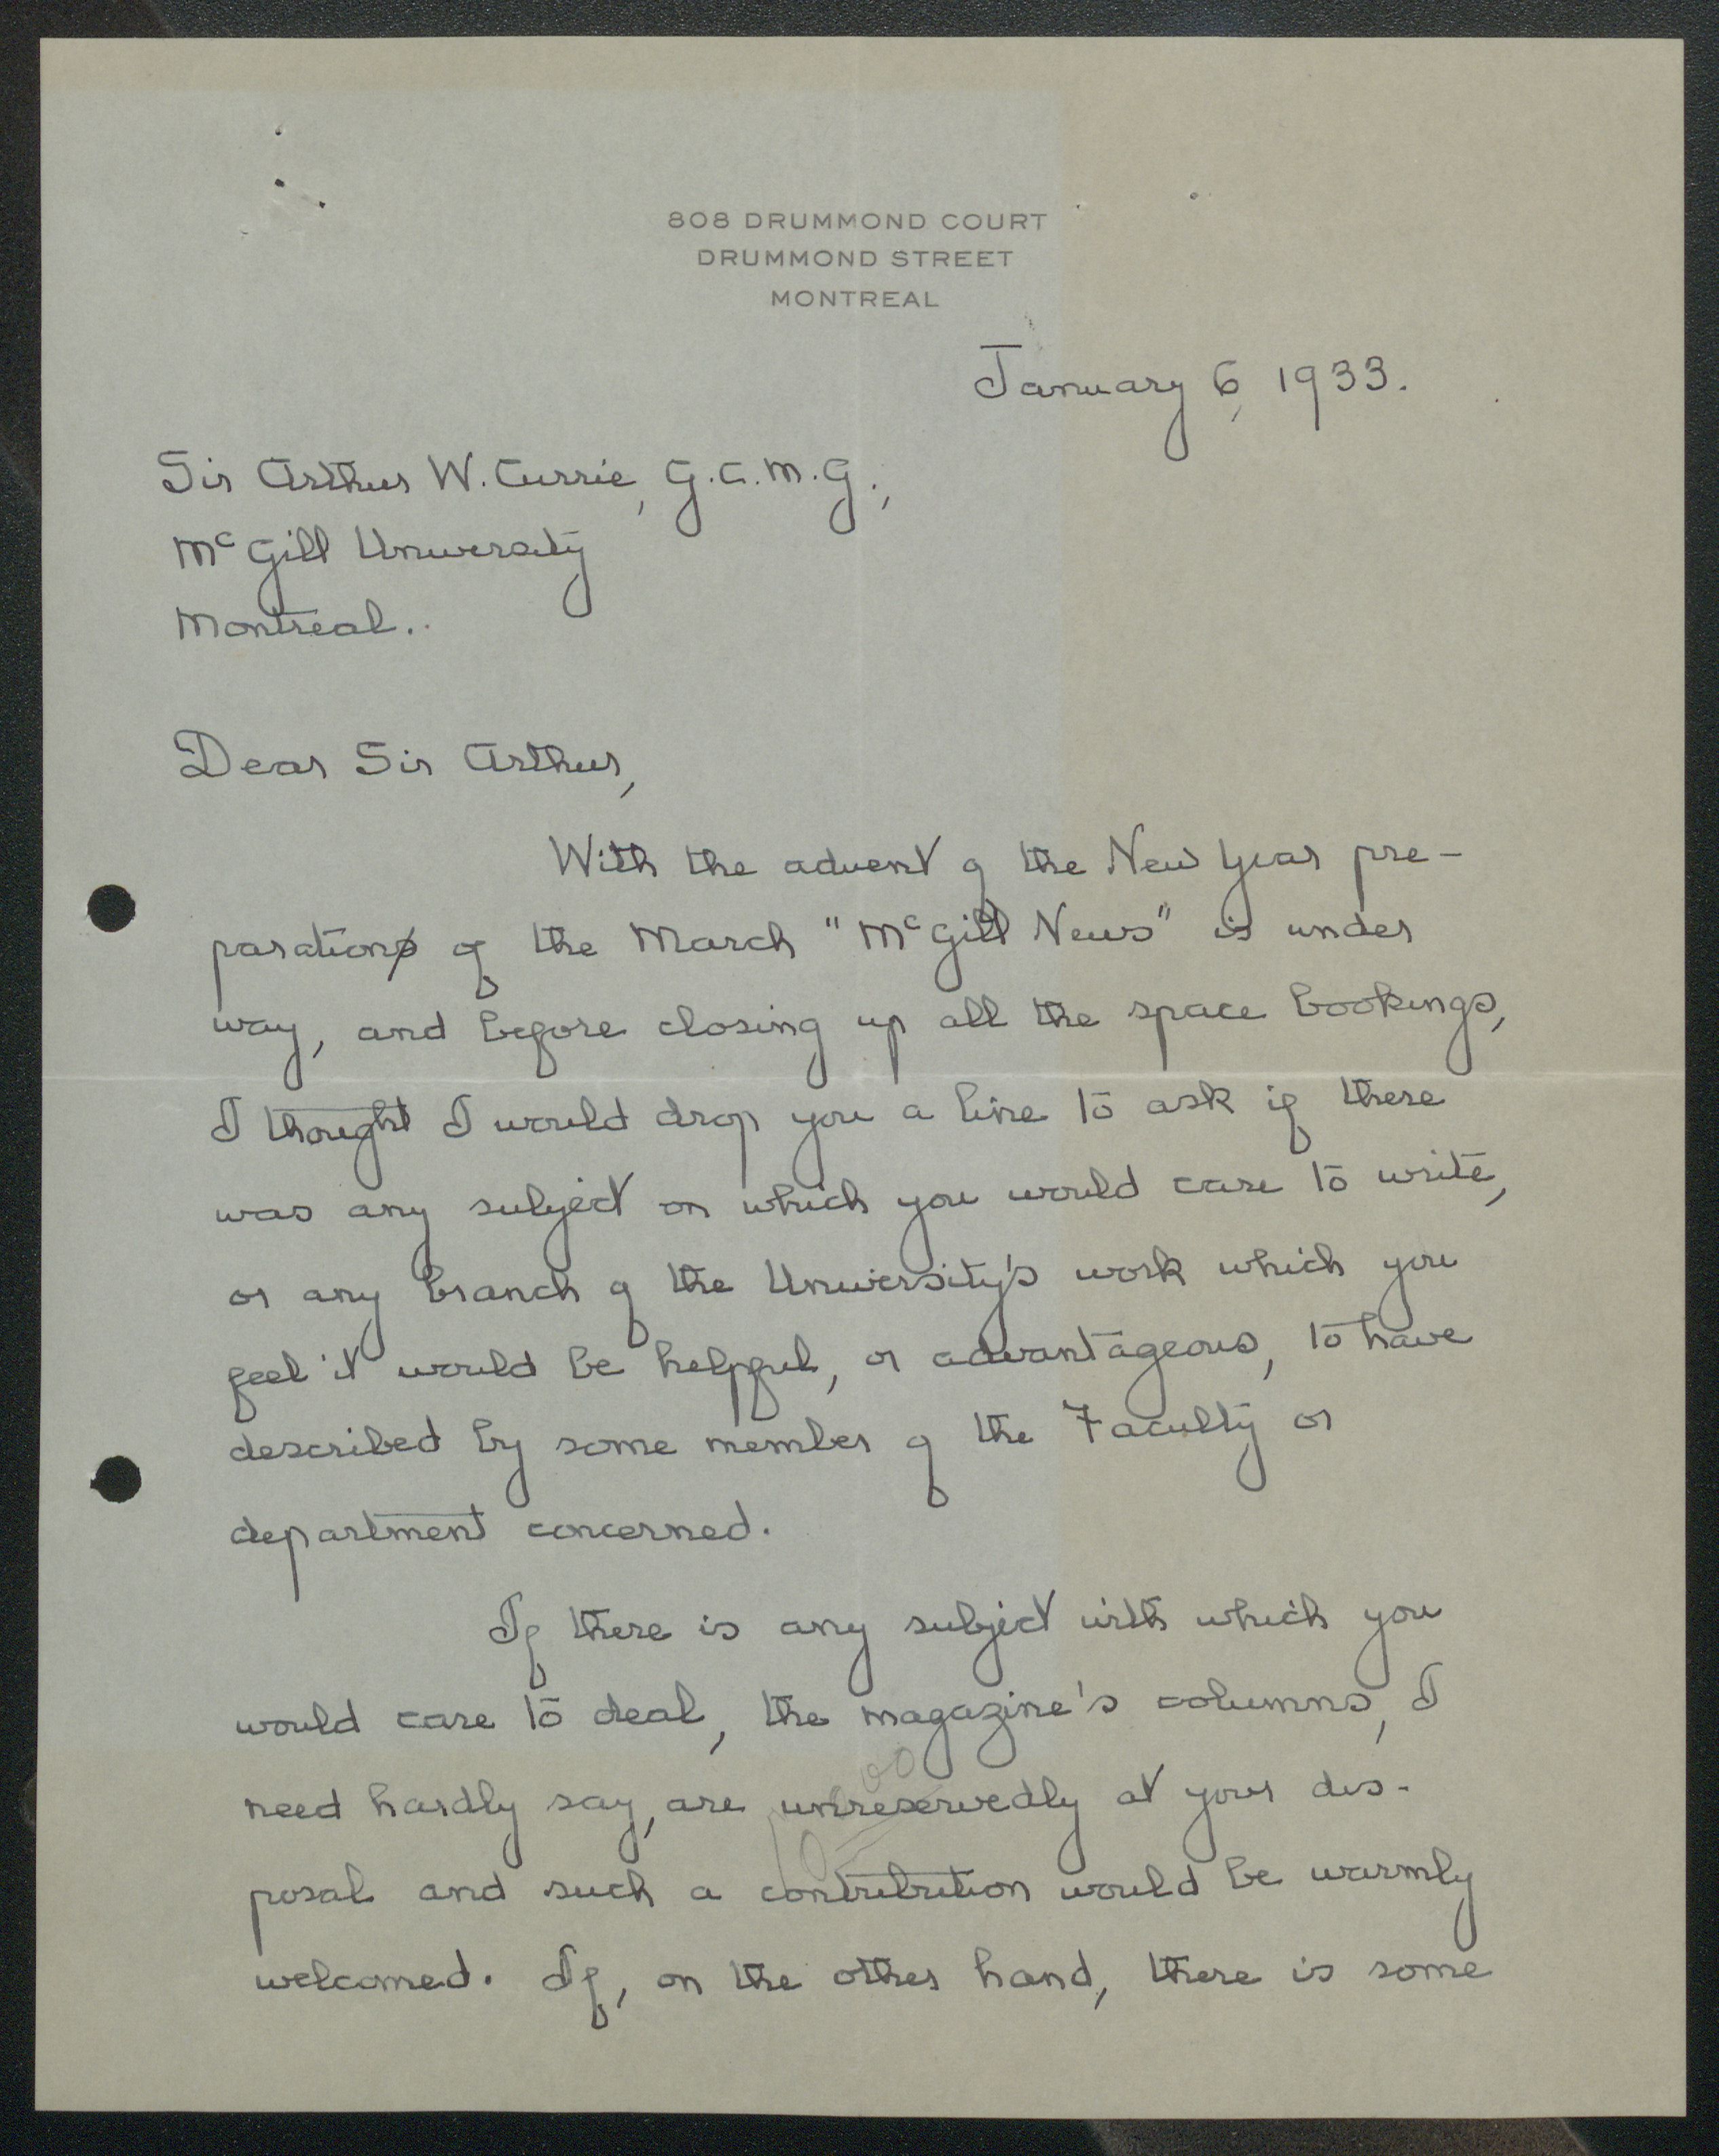 808 DRUMMOND COURT
DRUMMOND STREET
MONTREAL
January 6, 1933.
Sir Arthur W. Currie, G.C.M.G.,
McGill University
Montreal.
Dear Sir Arthur,
With the advent of the New Year pre-
paration of the March "McGill News" is under
way, and before closing up all the space bookings,
I thought I would drop you a line to ask if there
was any subject on which you would care to write,
or any branch of the University's work which you
feel it would be helpful, or advantageous, to have
described by some member of the Faculty or
department concerned.
If there is any subject with which you
would care to deal, the magazine's columns, I
need hardly say, are unreservedly at your dis-
posal and such a contribution would be warmly
welcomed. If, on the other hand, there is some